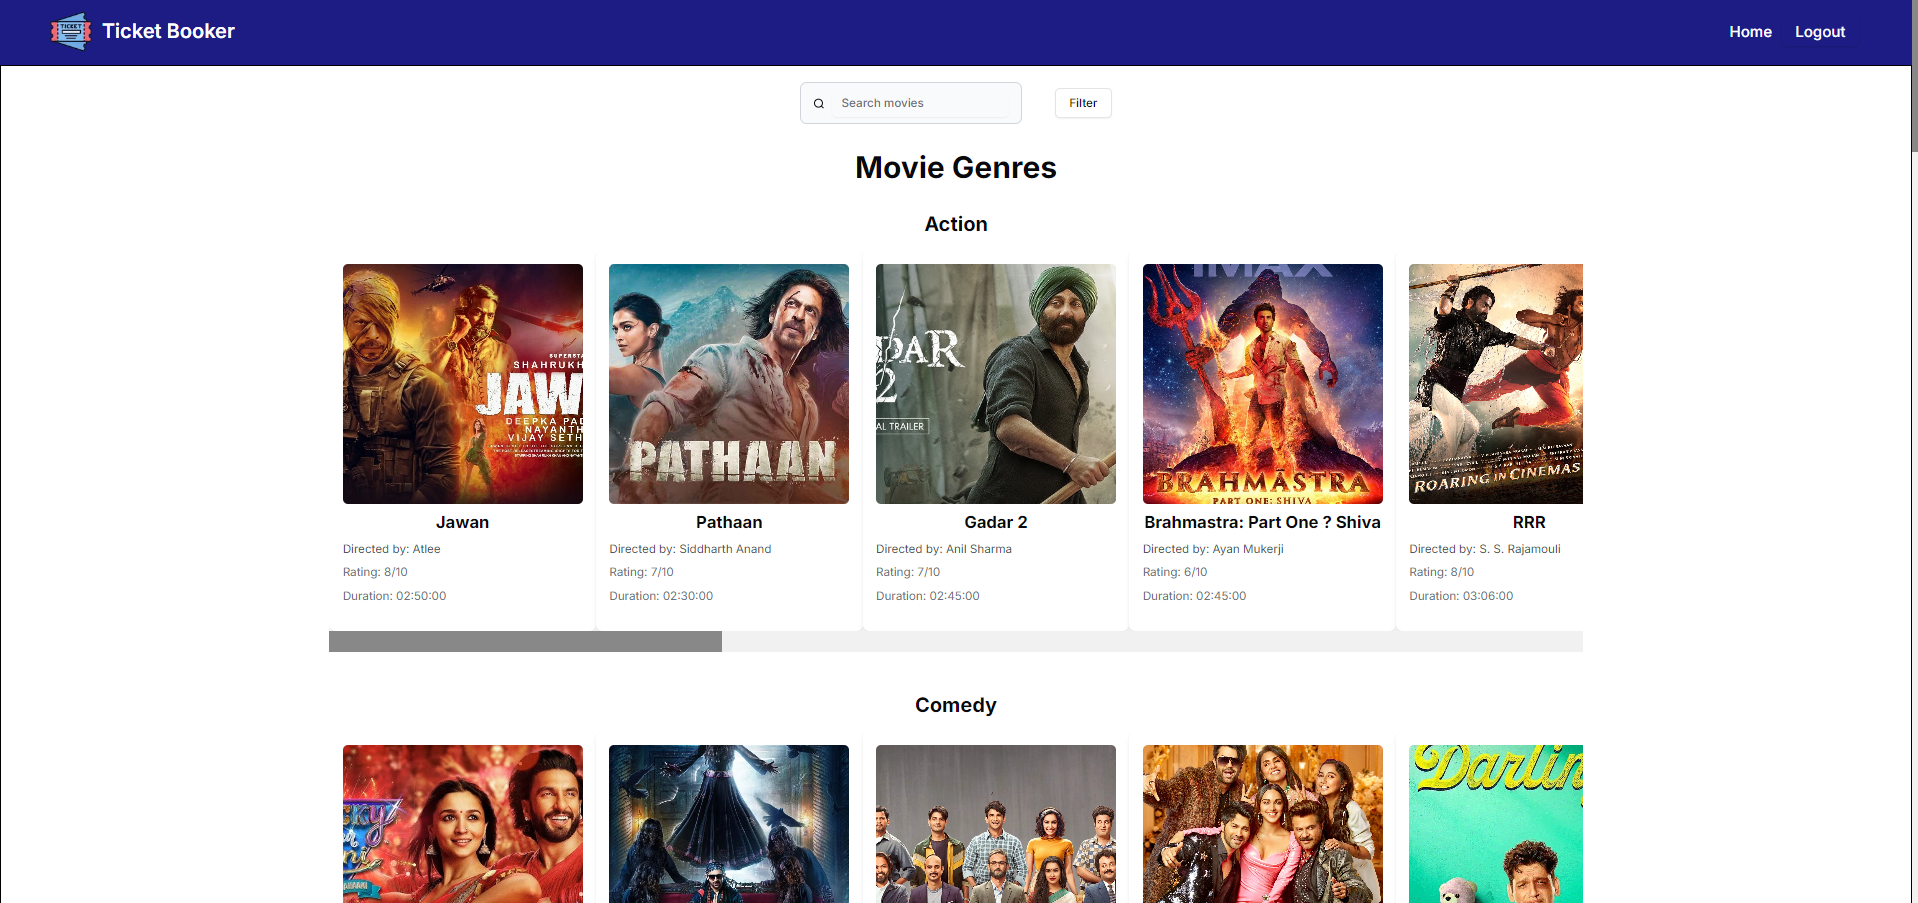 TICKET
Ticket Booker
Home
Logout
Search movies
Filter
Movie Genres
Action
SUPERSTA
SHAHRUKH
JAW
DEEPKA PAD
NAYANTH
VIJAY SETH
PATHAAN
DAR
2
AL TRAILER
IMAX
BRAHMĀSTRA
PART ONE: SHIVA
ROARING IN CINEMAS
Jawan
Directed by: Atlee
Rating: 8/10
Duration: 02:50:00
Pathaan
Directed by: Siddharth Anand
Rating: 7/10
Duration: 02:30:00
Gadar 2
Directed by: Anil Sharma
Rating: 7/10
Duration: 02:45:00
Brahmastra: Part One ? Shiva
Directed by: Ayan Mukerji
Rating: 6/10
Duration: 02:45:00
RRR
Directed by: S. S. Rajamouli
Rating: 8/10
Duration: 03:06:00
Comedy
Darlin